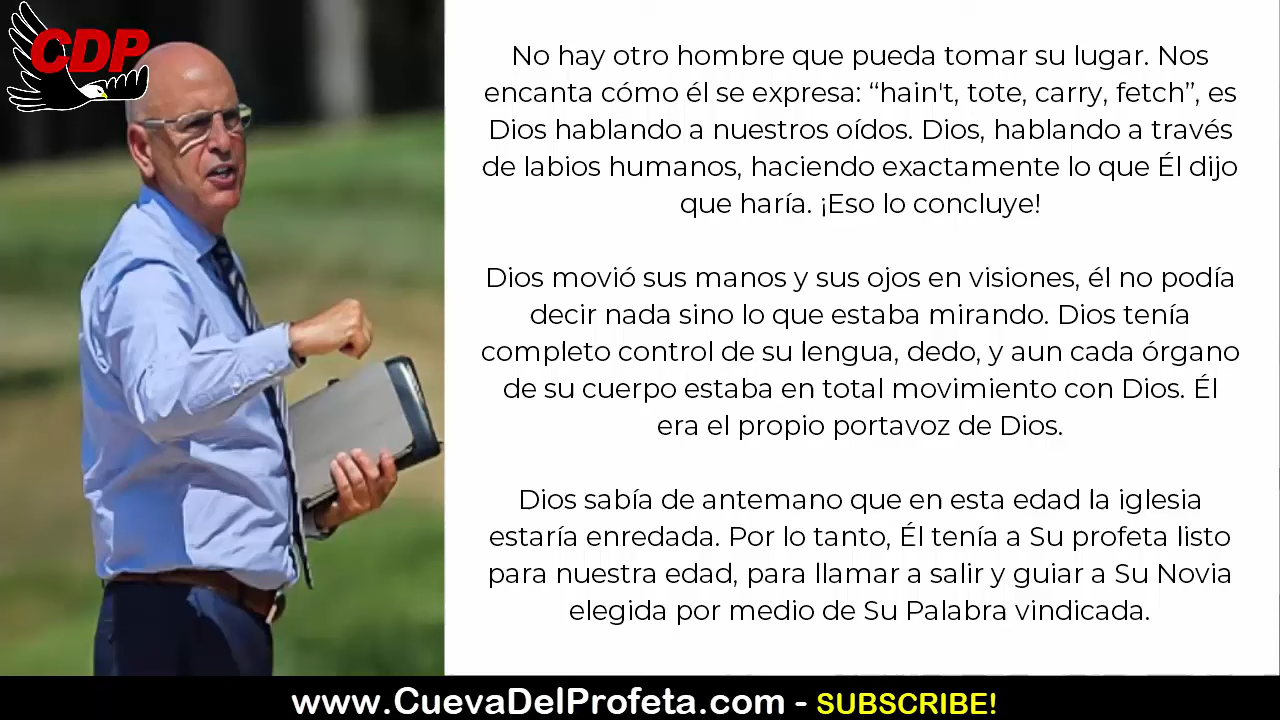 CDP
No hay otro hombre que pueda tomar su lugar. Nos
encanta cómo él se expresa: “hain't, tote, carry, fetch”, es
Dios hablando a nuestros oídos. Dios, hablando a través
de labios humanos, haciendo exactamente lo que Él dijo
que haría. ¡Eso lo concluye!
Dios movió sus manos y sus ojos en visiones, él no podía
decir nada sino lo que estaba mirando. Dios tenía
completo control de su lengua, dedo, y aun cada órgano
de su cuerpo estaba en total movimiento con Dios. Él
era el propio portavoz de Dios.
Dios sabía de antemano que en esta edad la iglesia
estaría enredada. Por lo tanto, Él tenía a Su profeta listo
para nuestra edad, para llamar a salir y guiar a Su Novia
elegida por medio de Su Palabra vindicada.
www.CuevaDelProfeta.com - SUBSCRIBE!